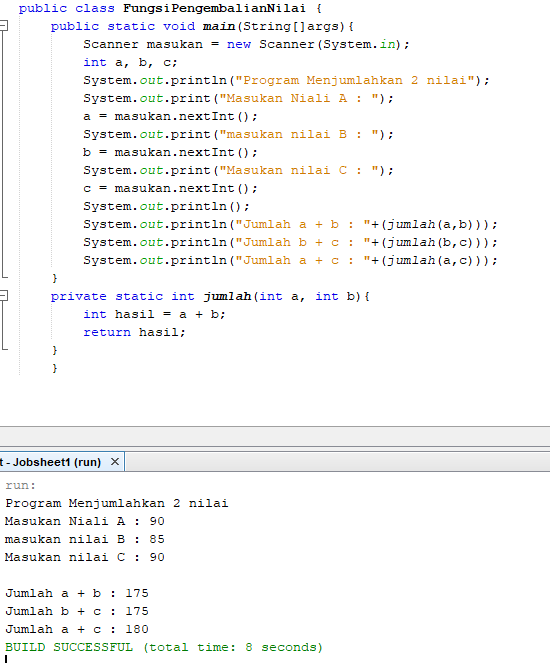 public class FungsiPengembalianNilai {
    public static void main(String[]args){
        Scanner masukan = new Scanner(System.in);
        int a, b, c;
        System.out.println("Program Menjumlahkan 2 nilai");
        System.out.print("Masukan Niali A : ");
        a = masukan.nextInt();
        System.out.print("masukan nilai B : ");
        b = masukan.nextInt();
        System.out.print("Masukan nilai C : ");
        c = masukan.nextInt();
        System.out.println();
        System.out.println("Jumlah a + b : "+(jumlah(a,b)));
        System.out.println("Jumlah b + c : "+(jumlah(b,c)));
        System.out.println("Jumlah a + c : "+(jumlah(a,c)));
    }
    private static int jumlah(int a, int b){
        int hasil = a + b;
        return hasil;
    }
    }
t - Jobsheet1 (run) ×
run:
Program Menjumlahkan 2 nilai
Masukan Niali A : 90
masukan nilai B : 85
Masukan nilai C : 90

Jumlah a + b : 175
Jumlah b + c : 175
Jumlah a + c : 180
BUILD SUCCESSFUL (total time: 8 seconds)